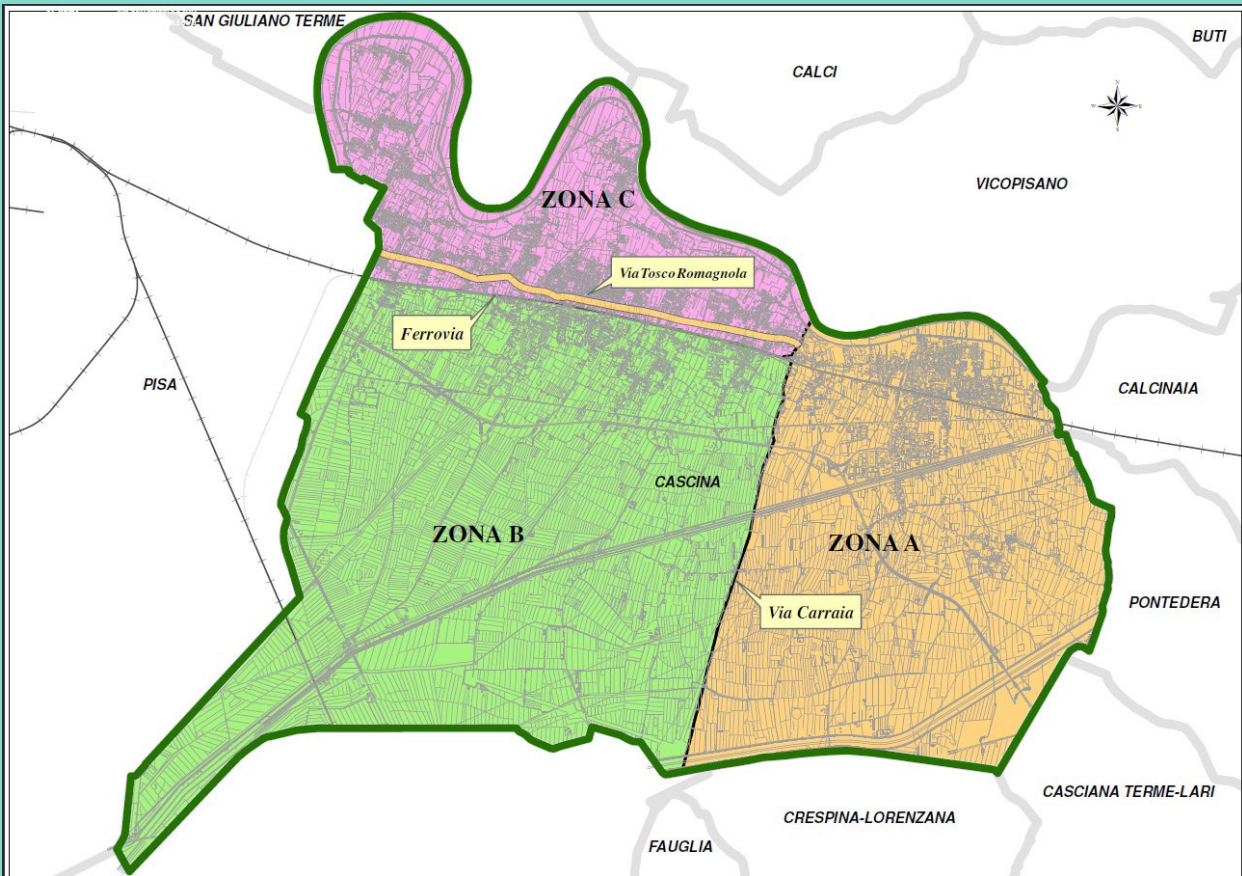 SAN GIULIANO TERME
BUTI
CALCI
N
W E
S
VICOPISANO
ZONA C
Via Tosco Romagnola
Ferrovia
PISA
CALCINAIA
CASCINA
ZONA B
ZONA A
Via Carraia
PONTEDERA
CASCIANA TERME-LARI
CRESPINA-LORENZANA
FAUGLIA